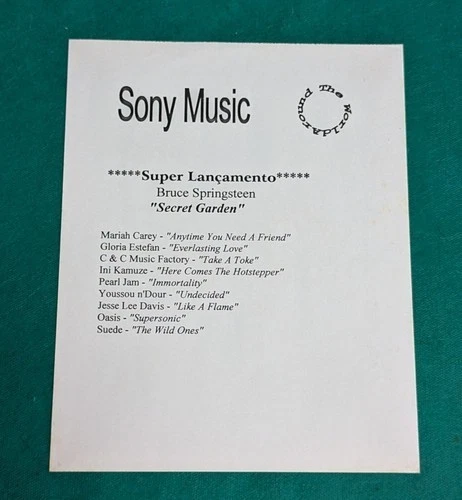 Sony Music
Around The World
*****Super Lançamento*****
Bruce Springsteen
"Secret Garden"
Mariah Carey - "Anytime You Need A Friend"
Gloria Estefan - "Everlasting Love"
C & C Music Factory - "Take A Toke"
Ini Kamuze - "Here Comes The Hotstepper"
Pearl Jam - "Immortality"
Youssou n'Dour - "Undecided"
Jesse Lee Davis - "Like A Flame"
Oasis - "Supersonic"
Suede - "The Wild Ones"